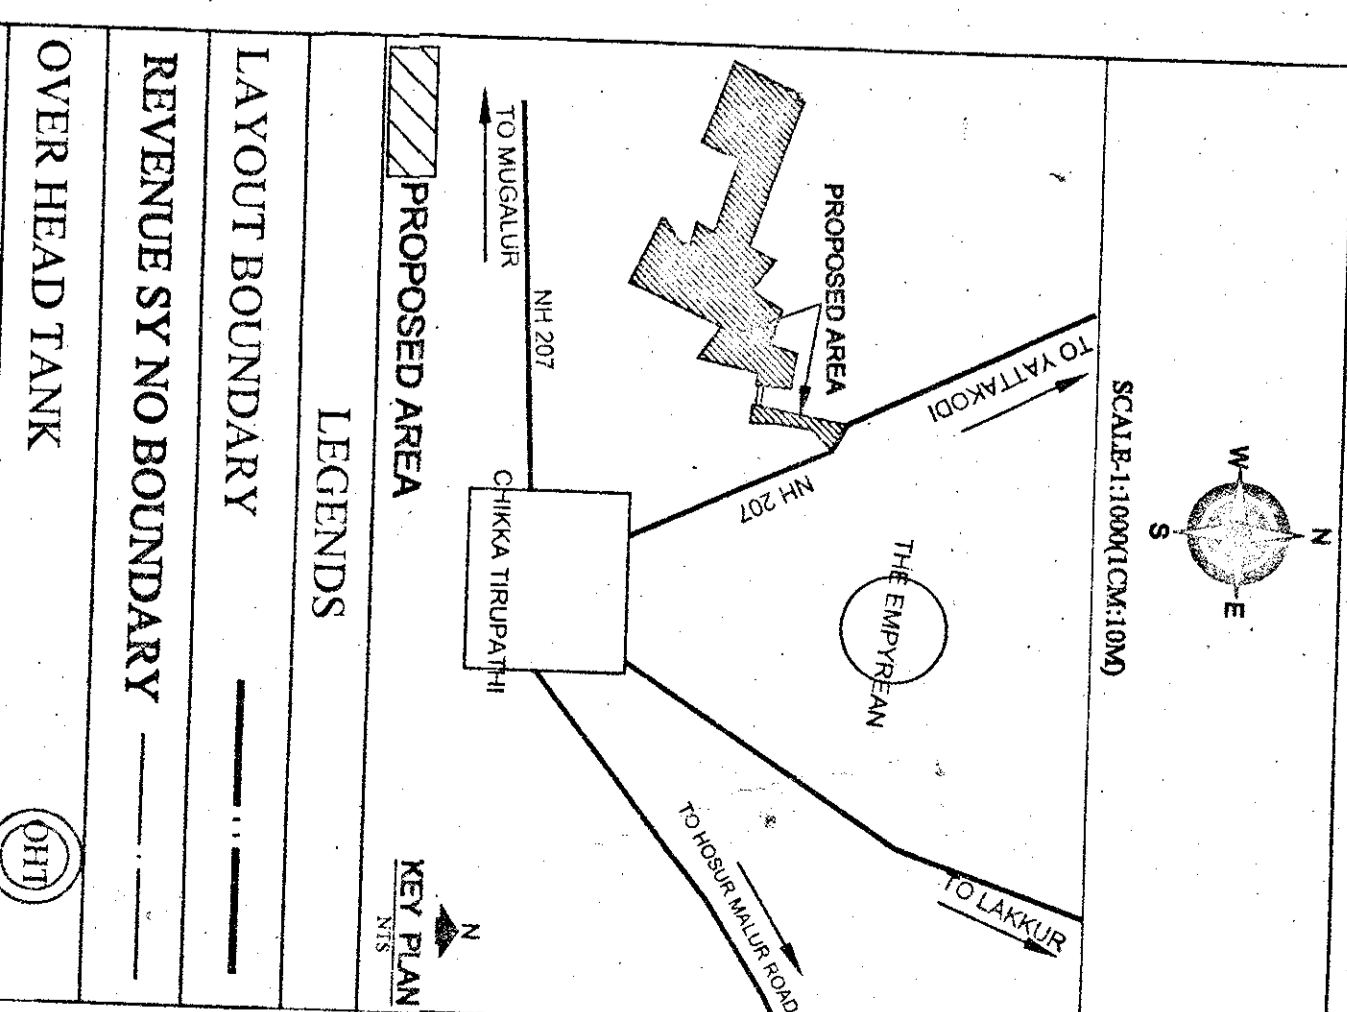 N
W
E
S
SCALE-1:1000(1CM:10M)
TO YATTAKODI
PROPOSED AREA
NH 207
THE EMPYREAN
TO LAKKUR
TO MUGALUR
NH 207
CHIKKA TIRUPATHI
TO HOSUR MALUR ROAD
N
KEY PLAN
NTS
PROPOSED AREA
LEGENDS
LAYOUT BOUNDARY
REVENUE SY NO BOUNDARY
OVER HEAD TANK
OHT